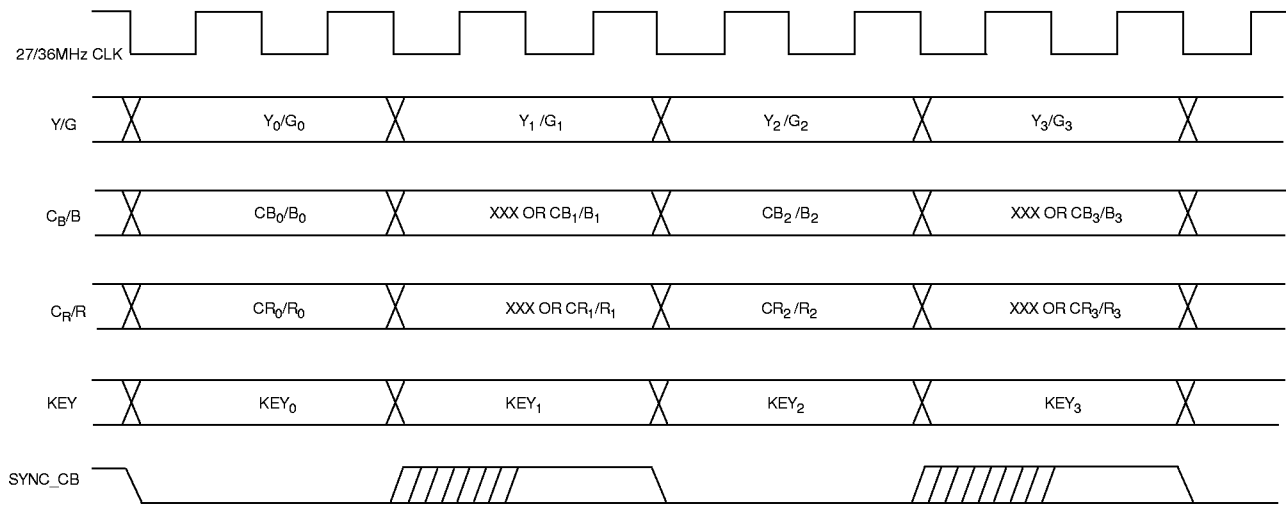 27/36MHz CLK
Y/G Y₀/G₀ Y₁ /G₁ Y₂ /G₂ Y₃/G₃
C_B/B CB₀/B₀ XXX OR CB₁/B₁ CB₂ /B₂ XXX OR CB₃/B₃
C_R/R CR₀/R₀ XXX OR CR₁/R₁ CR₂ /R₂ XXX OR CR₃/R₃
KEY KEY₀ KEY₁ KEY₂ KEY₃
SYNC_CB